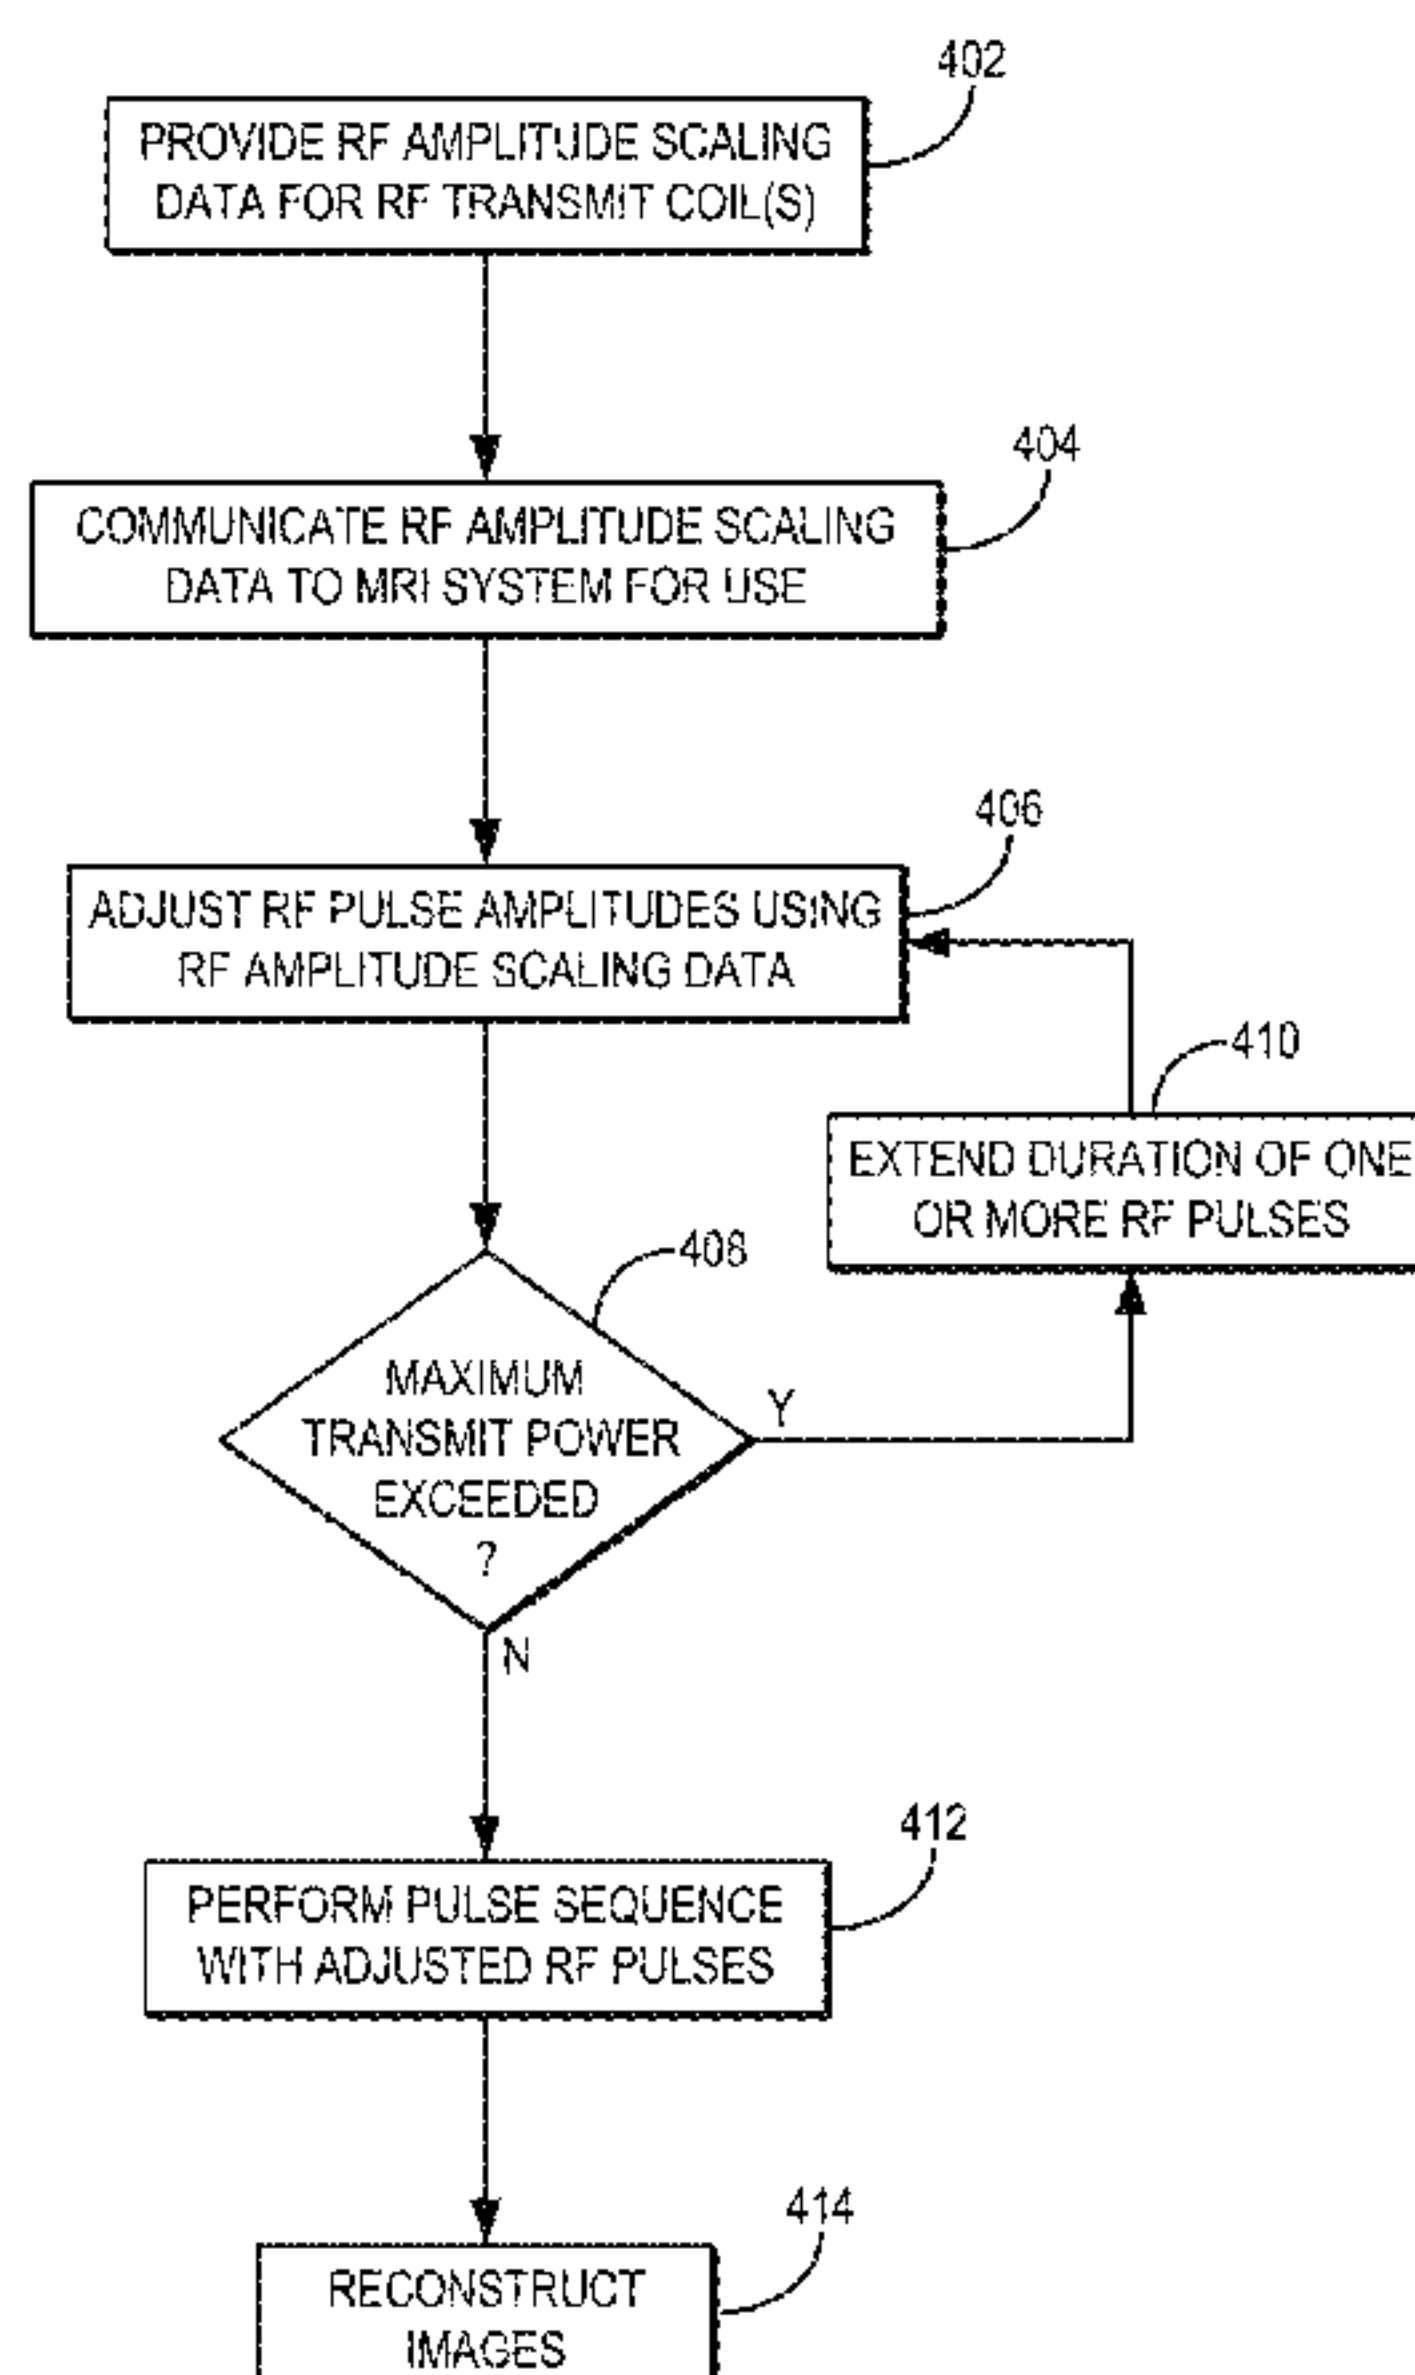 402
PROVIDE RF AMPLITUDE SCALING
DATA FOR RF TRANSMIT COIL(S)
404
COMMUNICATE RF AMPLITUDE SCALING
DATA TO MRI SYSTEM FOR USE
406
ADJUST RF PULSE AMPLITUDES USING
RF AMPLITUDE SCALING DATA
410
EXTEND DURATION OF ONE
OR MORE RF PULSES
408
MAXIMUM
TRANSMIT POWER
EXCEEDED
?
Y
N
412
PERFORM PULSE SEQUENCE
WITH ADJUSTED RF PULSES
414
RECONSTRUCT
IMAGES